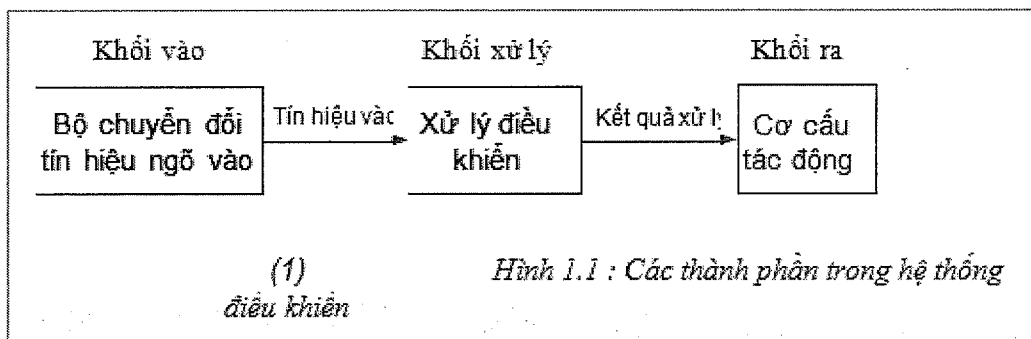 Khối vào Khối xử lý Khối ra
Bộ chuyển đổi
tín hiệu ngõ vào
Tín hiệu vào
Xử lý điều
khiển
Kết quả xử lý
Cơ cấu
tác động
(1) Hình 1.1 : Các thành phần trong hệ thống
điều khiển